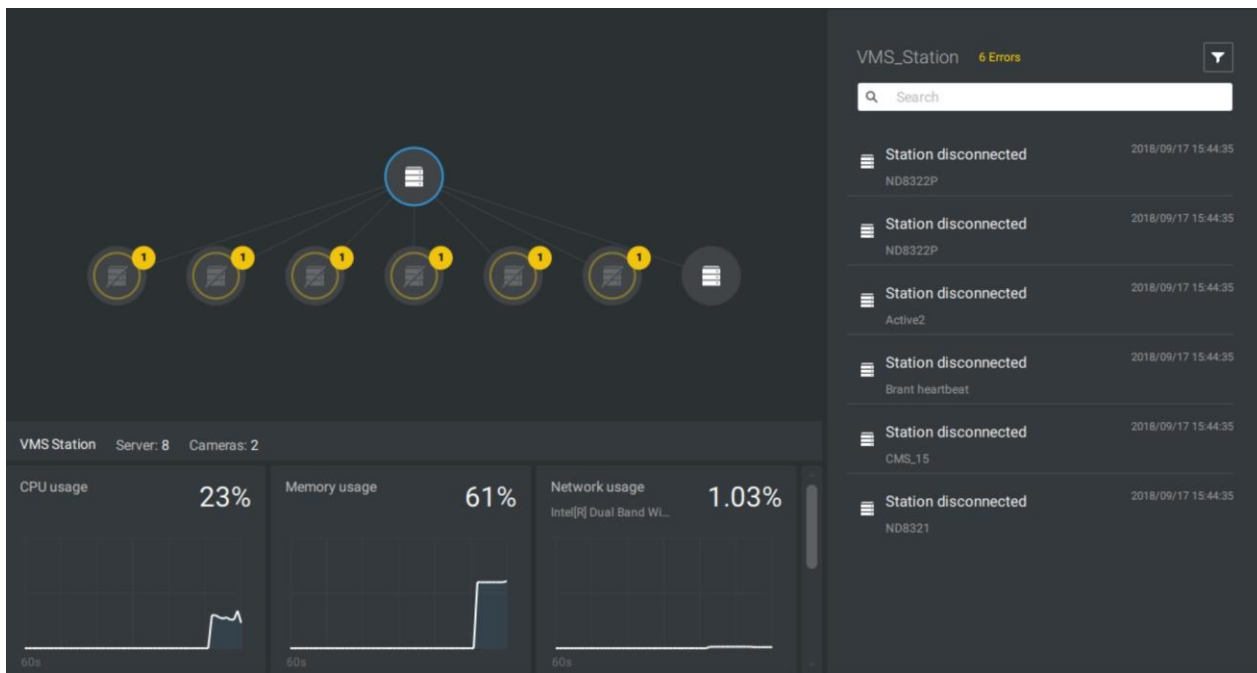 VMS_Station 6 Errors
Search
Station disconnected 2018/09/17 15:44:35
ND8322P
Station disconnected 2018/09/17 15:44:35
ND8322P
Station disconnected 2018/09/17 15:44:35
Active2
Station disconnected 2018/09/17 15:44:35
Brant heartbeat
Station disconnected 2018/09/17 15:44:35
CMS_15
Station disconnected 2018/09/17 15:44:35
ND8321
1 1 1 1 1 1
VMS Station Server: 8 Cameras: 2
CPU usage 23%
60s
Memory usage 61%
60s
Network usage 1.03%
Intel[R] Dual Band Wi...
60s